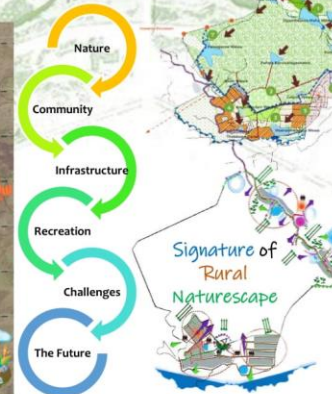 Nature
Community
Infrastructure
Recreation
Challenges
The Future
Signature of
Rural
Naturescape